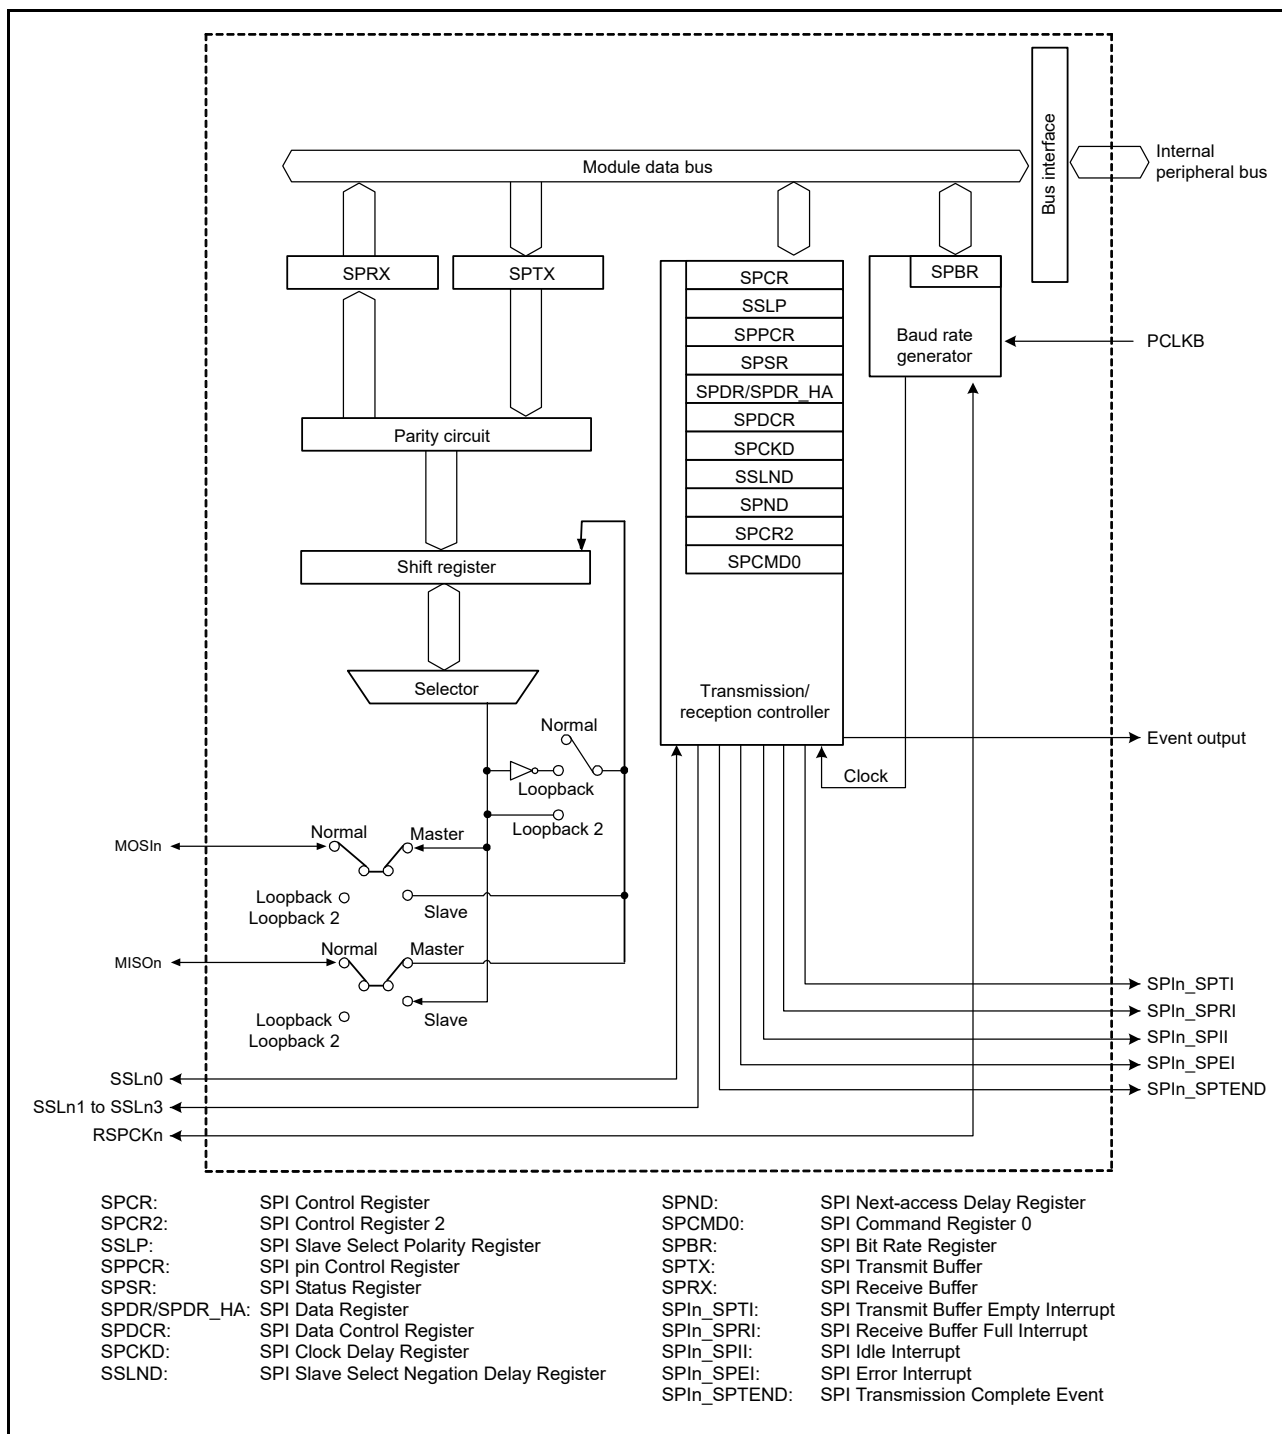 Bus interface
Internal
peripheral bus
Module data bus
SPRX
SPTX
SPCR
SSLP
SPPCR
SPSR
SPDR/SPDR_HA
SPDCR
SPCKD
SSLND
SPND
SPCR2
SPCMD0
SPBR
Baud rate
generator
PCLKB
Parity circuit
Shift register
Selector
Transmission/
reception controller
Normal
Loopback
Loopback 2
Clock
Event output
MOSIn
Normal
Master
Loopback
Loopback 2
Slave
MISOn
Normal
Master
Loopback
Loopback 2
Slave
SPIn_SPTI
SPIn_SPRI
SPIn_SPII
SPIn_SPEI
SPIn_SPTEND
SSLn0
SSLn1 to SSLn3
RSPCKn
SPCR: SPI Control Register
SPCR2: SPI Control Register 2
SSLP: SPI Slave Select Polarity Register
SPPCR: SPI pin Control Register
SPSR: SPI Status Register
SPDR/SPDR_HA: SPI Data Register
SPDCR: SPI Data Control Register
SPCKD: SPI Clock Delay Register
SSLND: SPI Slave Select Negation Delay Register
SPND: SPI Next-access Delay Register
SPCMD0: SPI Command Register 0
SPBR: SPI Bit Rate Register
SPTX: SPI Transmit Buffer
SPRX: SPI Receive Buffer
SPIn_SPTI: SPI Transmit Buffer Empty Interrupt
SPIn_SPRI: SPI Receive Buffer Full Interrupt
SPIn_SPII: SPI Idle Interrupt
SPIn_SPEI: SPI Error Interrupt
SPIn_SPTEND: SPI Transmission Complete Event